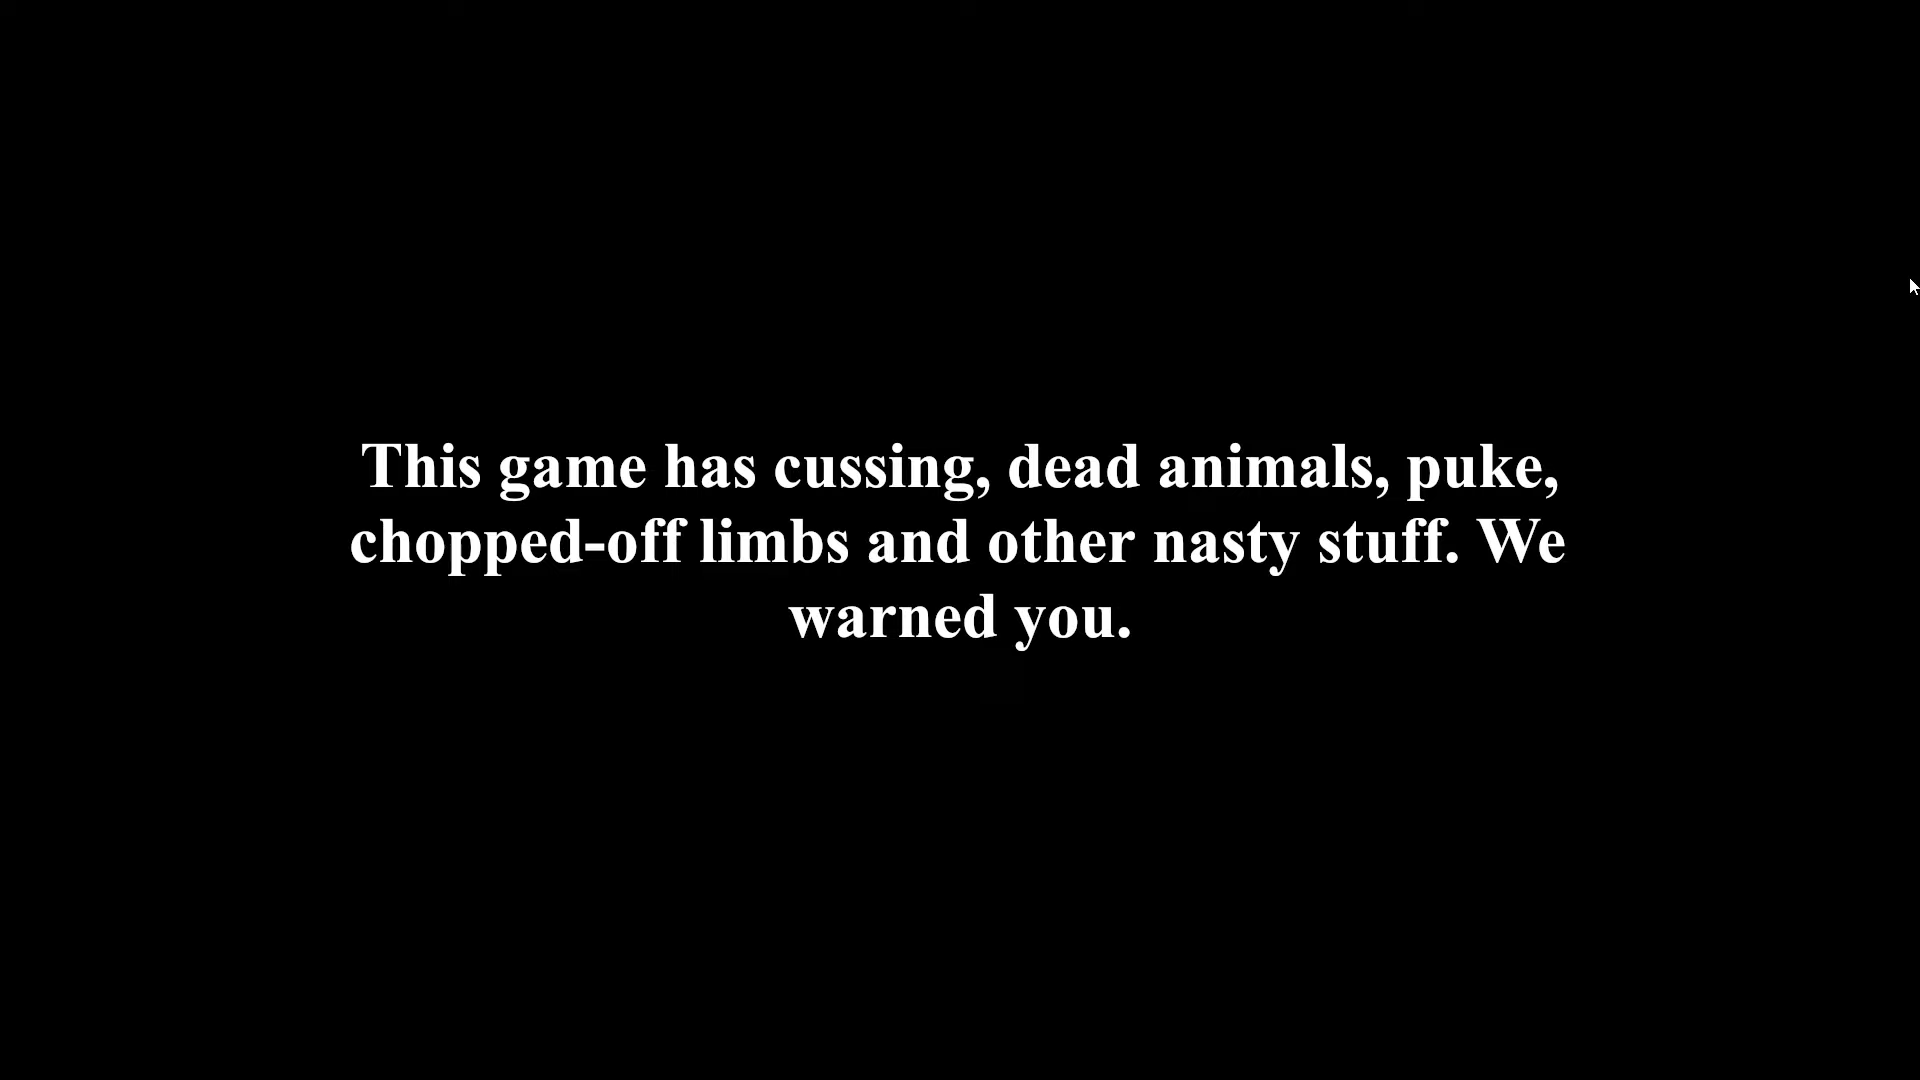 This game has cussing, dead animals, puke,
chopped-off limbs and other nasty stuff. We
warned you.